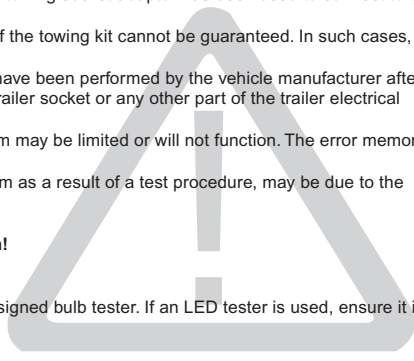 of the towing kit cannot be guaranteed. In such cases,
have been performed by the vehicle manufacturer afte
railer socket or any other part of the trailer electrical
m may be limited or will not function. The error memor
m as a result of a test procedure, may be due to the
!
signed bulb tester. If an LED tester is used, ensure it i